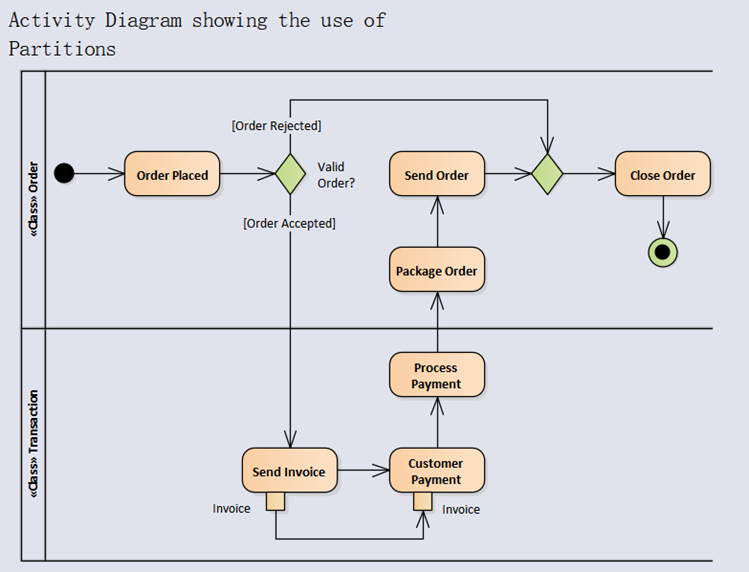 Activity Diagram showing the use of
Partitions
«Class» Order
[Order Rejected]
Order Placed
Valid
Order?
Send Order
Close Order
[Order Accepted]
Package Order
«Class» Transaction
Process
Payment
Send Invoice
Customer
Payment
Invoice
Invoice